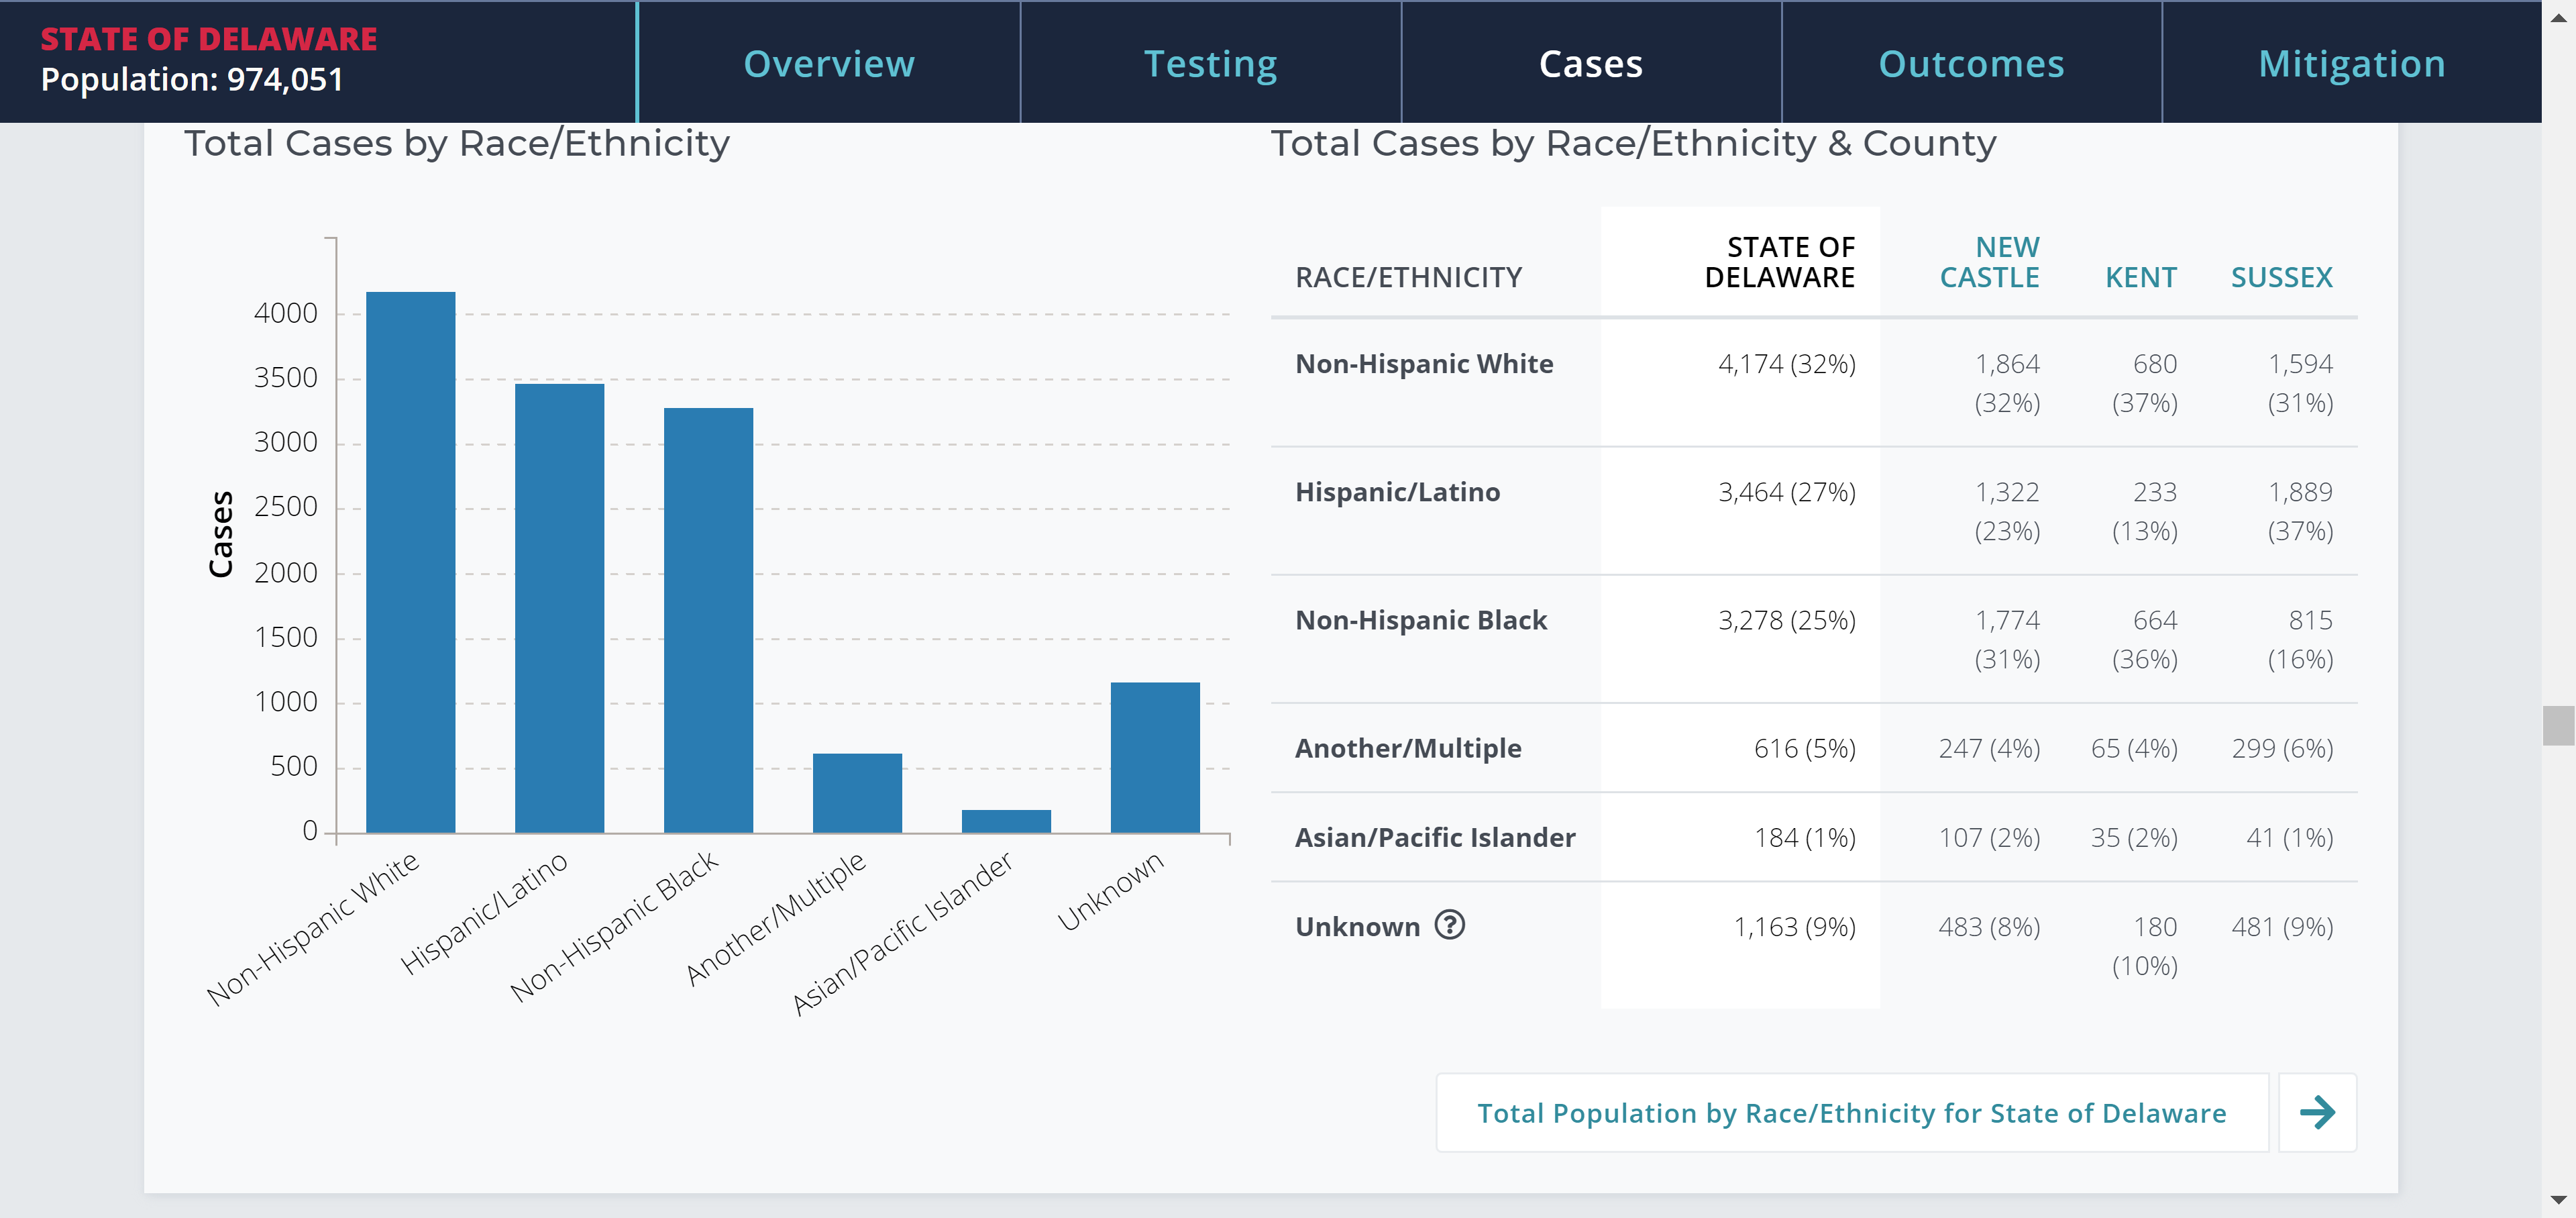 STATE OF DELAWARE
Population: 974,051
Overview
Testing
Cases
Outcomes
Mitigation
Total Cases by Race/Ethnicity
Cases
4000
3500
3000
2500
2000
1500
1000
500
0
Non-Hispanic White
Hispanic/Latino
Non-Hispanic Black
Another/Multiple
Asian/Pacific Islander
Unknown
Total Cases by Race/Ethnicity & County
RACE/ETHNICITY
STATE OF
DELAWARE
NEW
CASTLE
KENT
SUSSEX
Non-Hispanic White 4,174 (32%) 1,864 680 1,594
(32%) (37%) (31%)
Hispanic/Latino 3,464 (27%) 1,322 233 1,889
(23%) (13%) (37%)
Non-Hispanic Black 3,278 (25%) 1,774 664 815
(31%) (36%) (16%)
Another/Multiple 616 (5%) 247 (4%) 65 (4%) 299 (6%)
Asian/Pacific Islander 184 (1%) 107 (2%) 35 (2%) 41 (1%)
Unknown ? 1,163 (9%) 483 (8%) 180 481 (9%)
(10%)
Total Population by Race/Ethnicity for State of Delaware